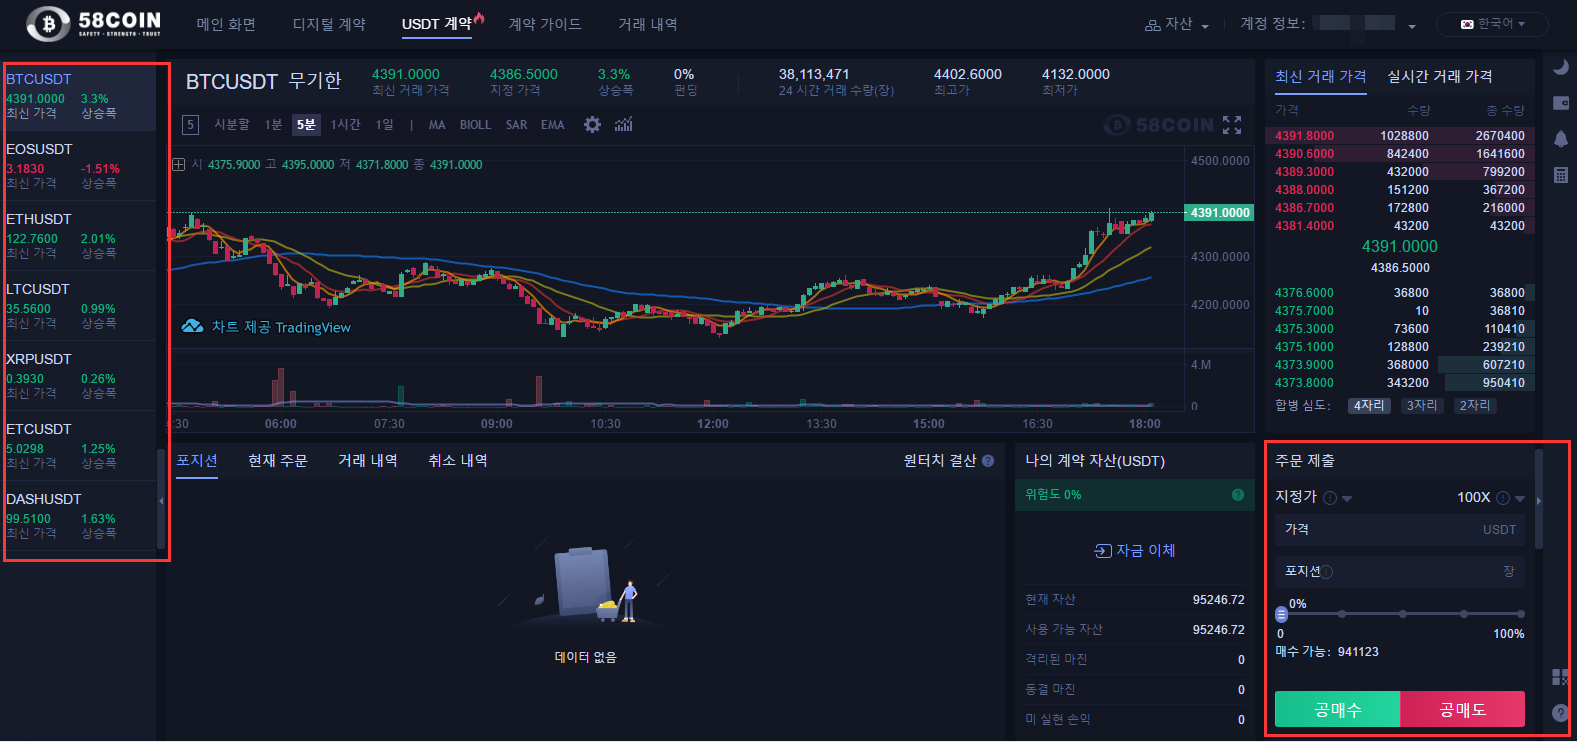 58COIN
SAFETY · STRENGTH · TRUST
메인 화면 디지털 계약 USDT 계약 계약 가이드 거래 내역
자산 계정 정보: 한국어
BTCUSDT
4391.0000 3.3%
최신 가격 상승폭
EOSUSDT
3.1830 -1.51%
최신 가격 상승폭
ETHUSDT
122.7600 2.01%
최신 가격 상승폭
LTCUSDT
35.5600 0.99%
최신 가격 상승폭
XRPUSDT
0.3930 0.26%
최신 가격 상승폭
ETCUSDT
5.0298 1.25%
최신 가격 상승폭
DASHUSDT
99.5100 1.63%
최신 가격 상승폭
BTCUSDT 무기한
4391.0000 4386.5000 3.3% 0% 38,113,471 4402.6000 4132.0000
최신 거래 가격 지정 가격 상승폭 펀딩 24 시간 거래 수량(장) 최고가 최저가
5 시분할 1분 5분 1시간 1일 | MA BIOLL SAR EMA
58COIN
시 4375.9000 고 4395.0000 저 4371.8000 종 4391.0000
4500.0000
4391.0000
4300.0000
4200.0000
차트 제공 TradingView
4.M
0
:30 06:00 07:30 09:00 10:30 12:00 13:30 15:00 16:30 18:00
최신 거래 가격 실시간 거래 가격
가격 수량 총 수량
4391.8000 1028800 2670400
4390.6000 842400 1641600
4389.3000 432000 799200
4388.0000 151200 367200
4386.7000 172800 216000
4381.4000 43200 43200
4391.0000
4386.5000
4376.6000 36800 36800
4375.7000 10 36810
4375.3000 73600 110410
4375.1000 128800 239210
4373.9000 368000 607210
4373.8000 343200 950410
합병 심도: 4자리 3자리 2자리
포지션 현재 주문 거래 내역 취소 내역 원터치 결산
데이터 없음
나의 계약 자산(USDT)
위험도 0%
자금 이체
현재 자산 95246.72
사용 가능 자산 95246.72
격리된 마진 0
동결 마진 0
미 실현 손익 0
주문 제출
지정가 100X
가격 USDT
포지션 장
0%
0 100%
매수 가능: 941123
공매수 공매도